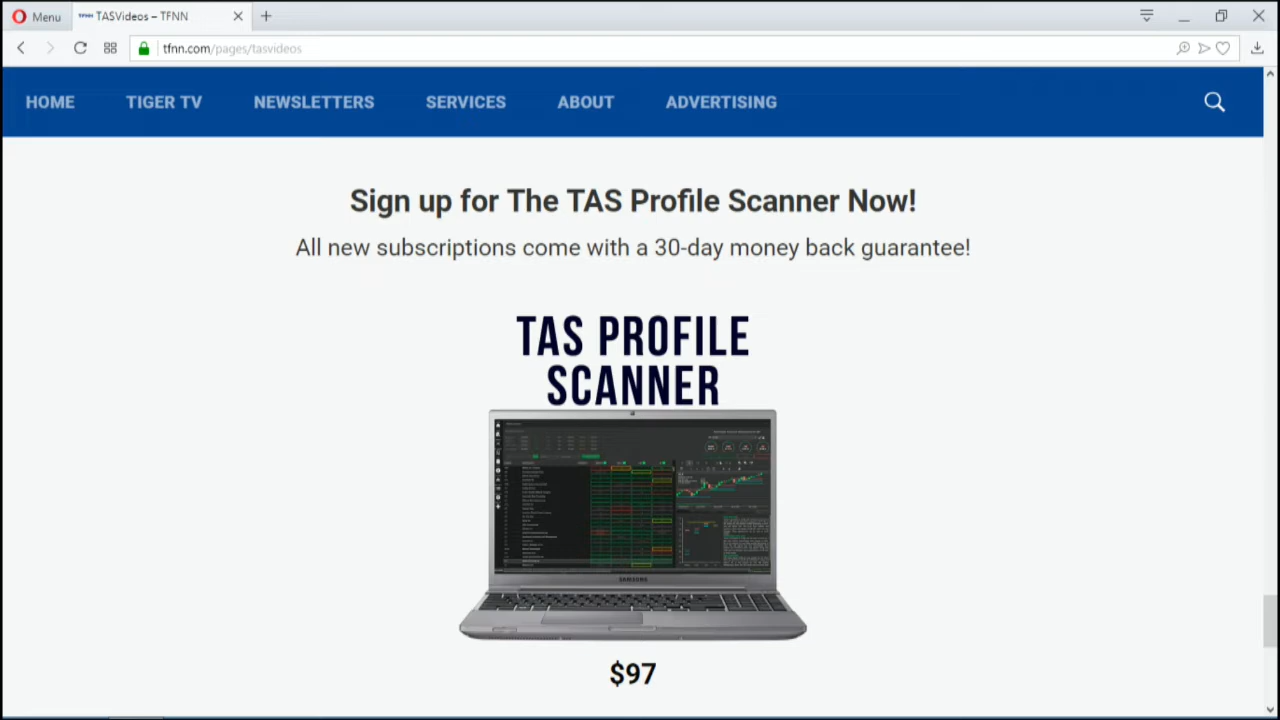 Menu
TASVideos – TFNN
tfnn.com/pages/tasvideos
HOME TIGER TV NEWSLETTERS SERVICES ABOUT ADVERTISING
Sign up for The TAS Profile Scanner Now!
All new subscriptions come with a 30-day money back guarantee!
TAS PROFILE
SCANNER
SAMSUNG
$97